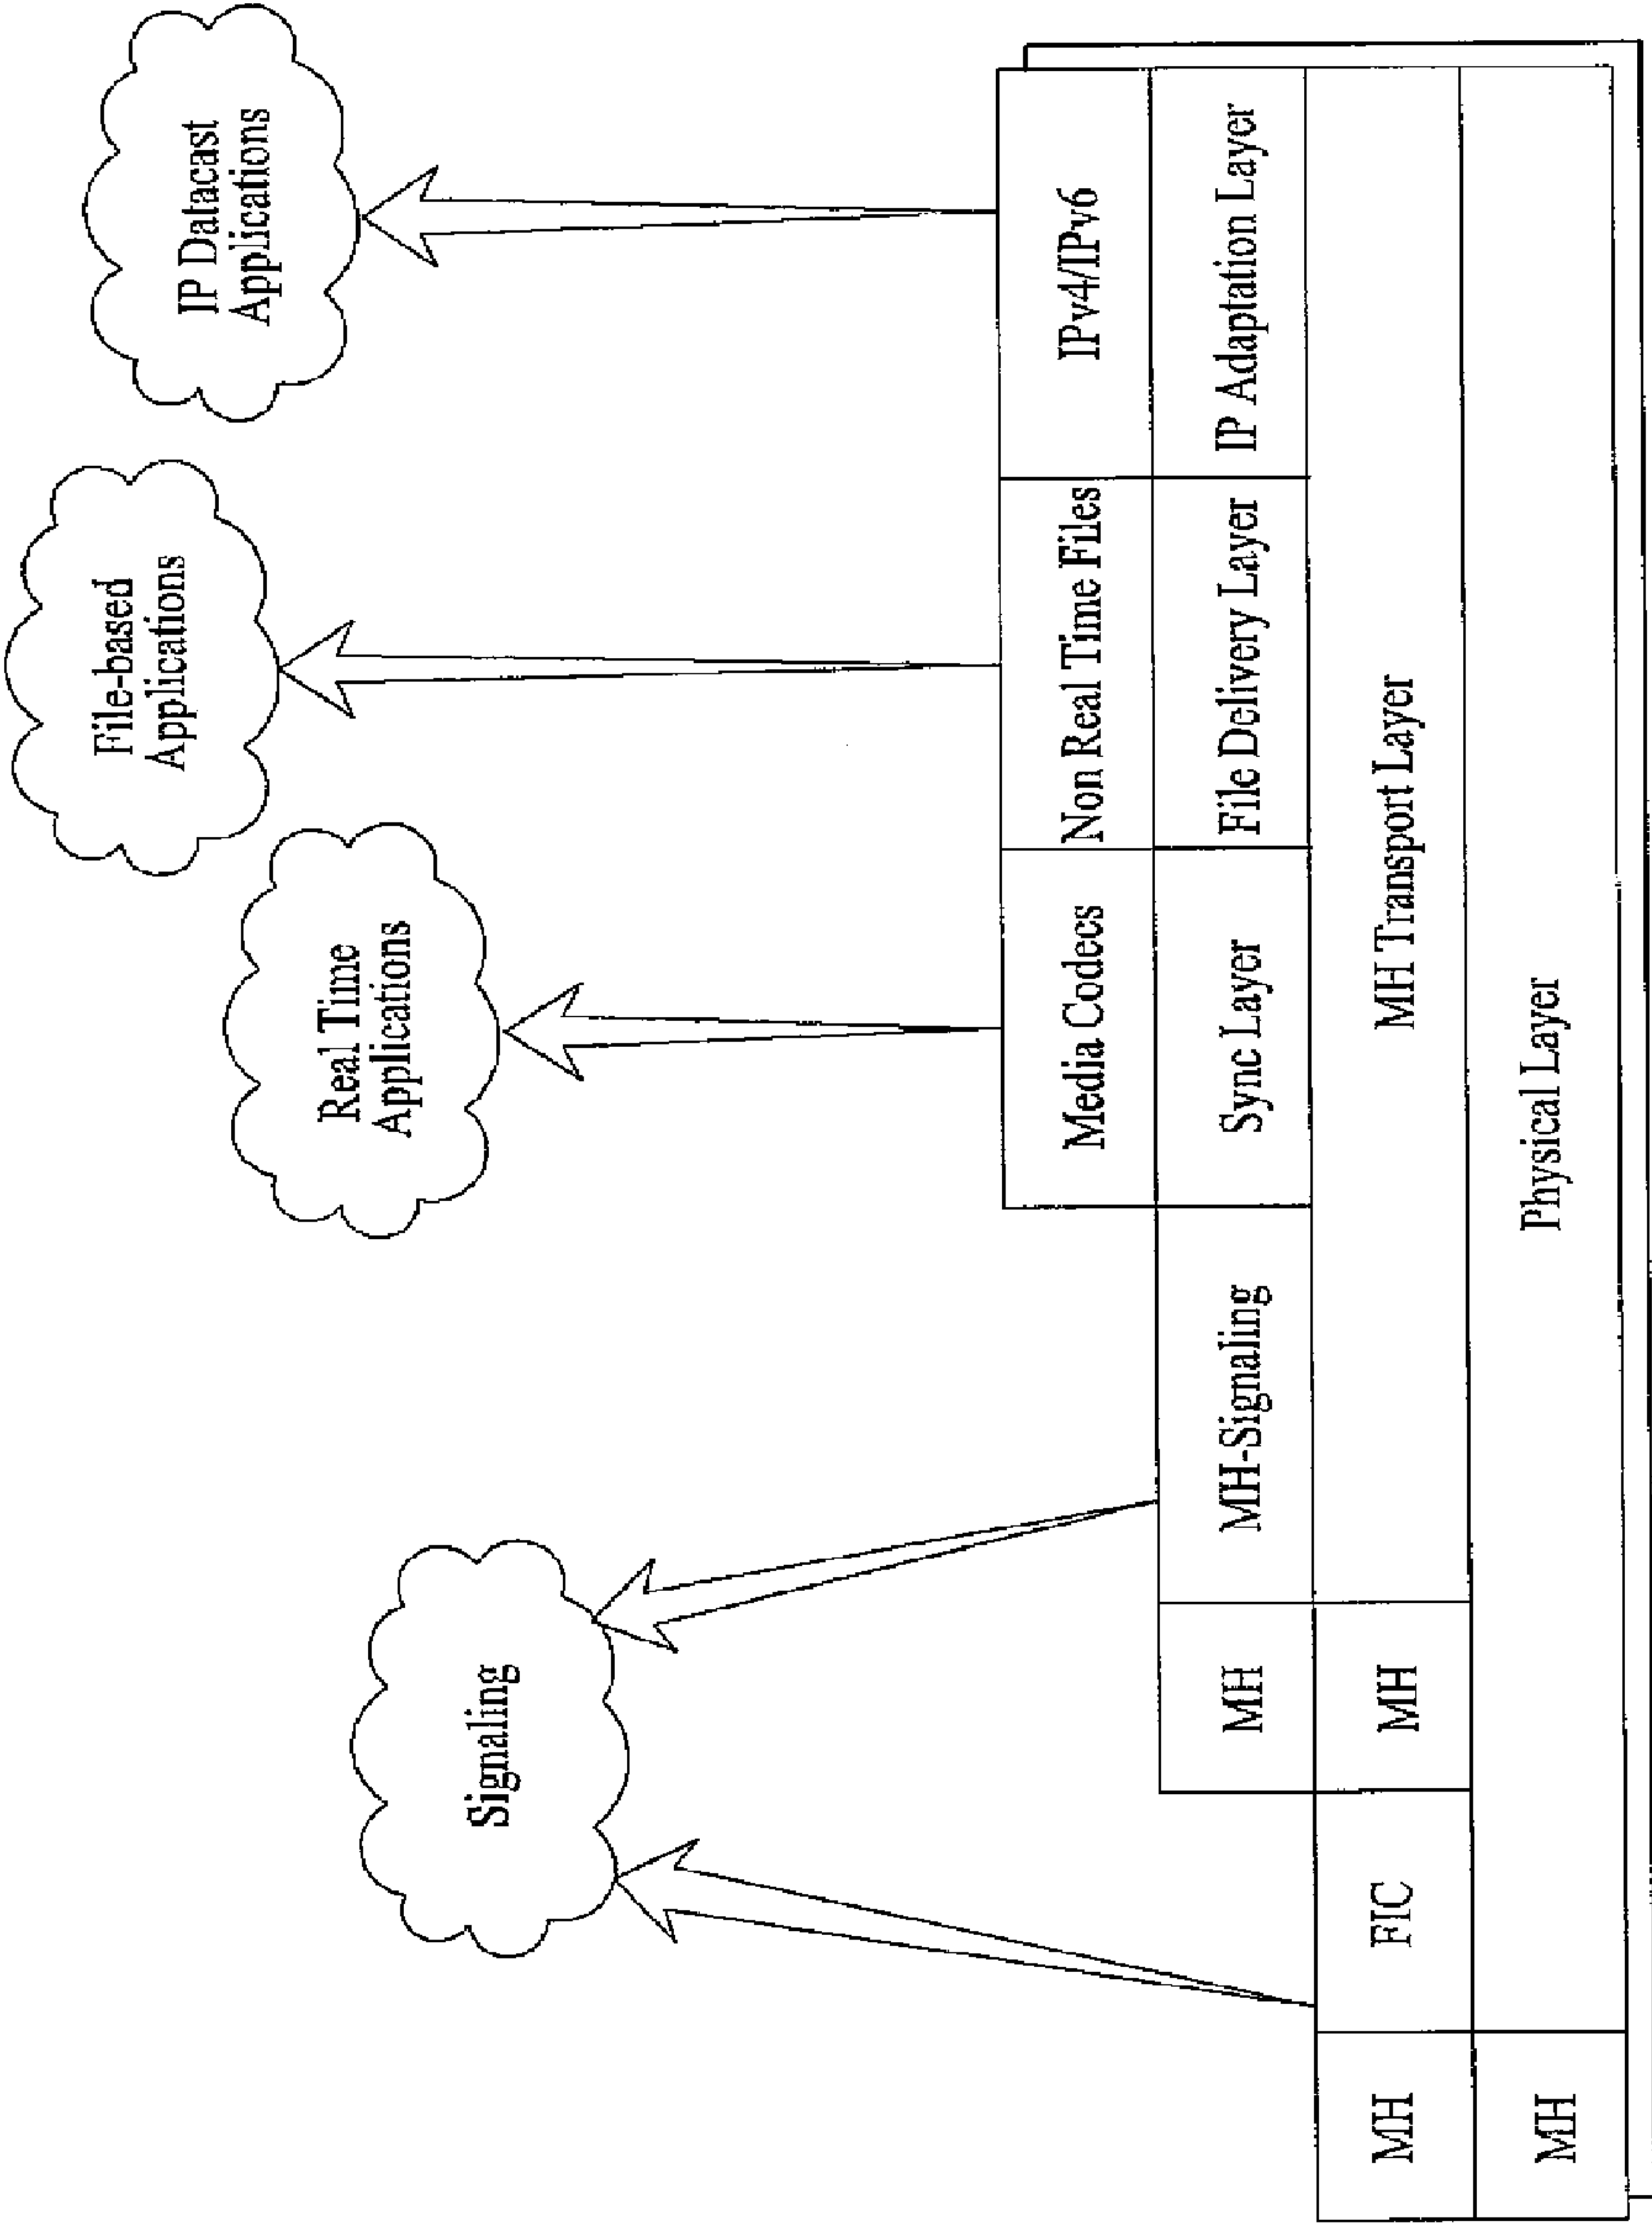 Signaling
Real Time
Applications
File-based
Applications
IP Datacast
Applications
Media Codecs
Non Real Time Files
IPv4/IPv6
MH
MH-Signaling
Sync Layer
File Delivery Layer
IP Adaptation Layer
MH
FIC
MH
MH Transport Layer
MH
Physical Layer